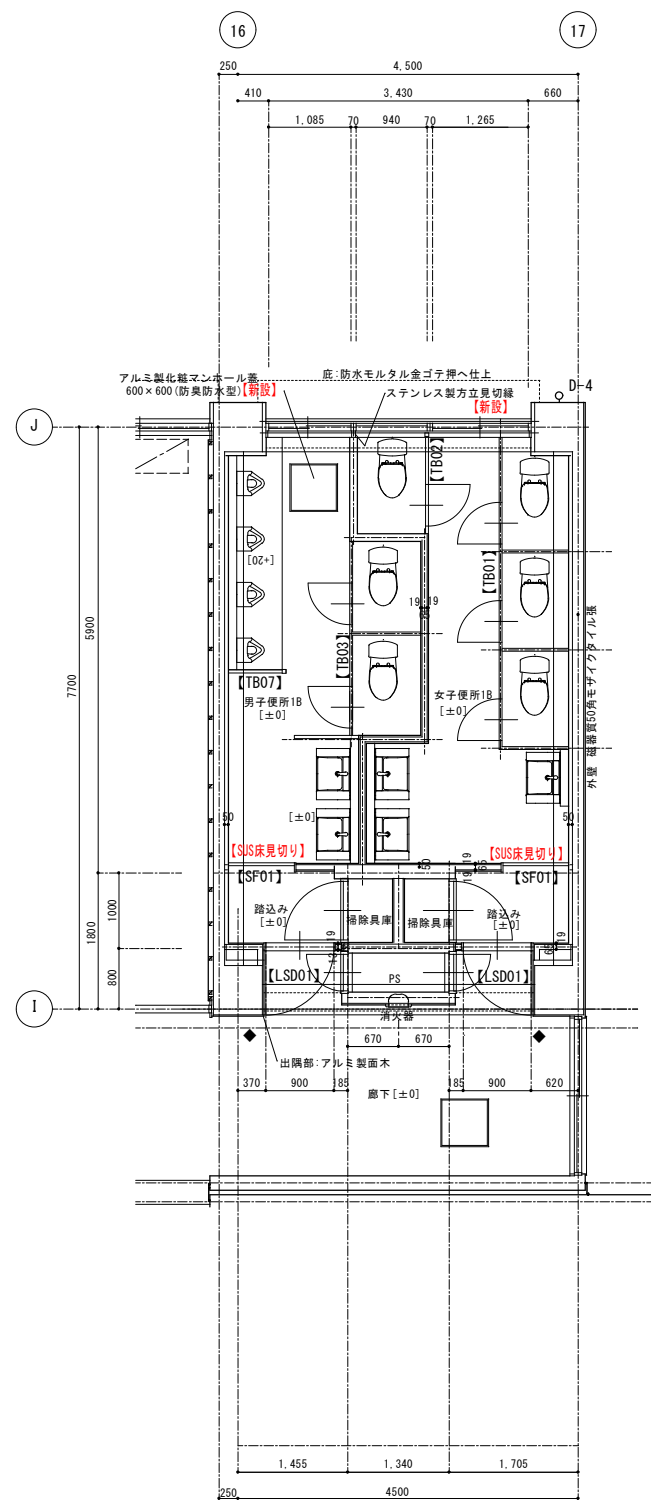 16
17
250
4,500
410
3,430
660
1,085
70
940
70
1,265
アルミ製化粧マンホール蓋
600×600(防臭防水型)【新設】
庇:防水モルタル金ゴテ押へ仕上
ステンレス製方立見切縁
【新設】
D-4
J
【TB02】
[+20]
【TB01】
19
19
【TB03】
5900
7700
外壁 磁器質50角モザイクタイル張
【TB07】
男子便所1B
[±0]
女子便所1B
[±0]
50
[±0]
50
【SUS床見切り】
【SUS床見切り】
50
19
65
19
【SF01】
【SF01】
1000
1800
800
踏込み
[±0]
掃除具庫
掃除具庫
踏込み
[±0]
19
19
65
【LSD01】
PS
【LSD01】
I
消火器
670
670
出隅部:アルミ製面木
370
900
185
185
900
620
廊下[±0]
1,455
1,340
1,705
250
4500